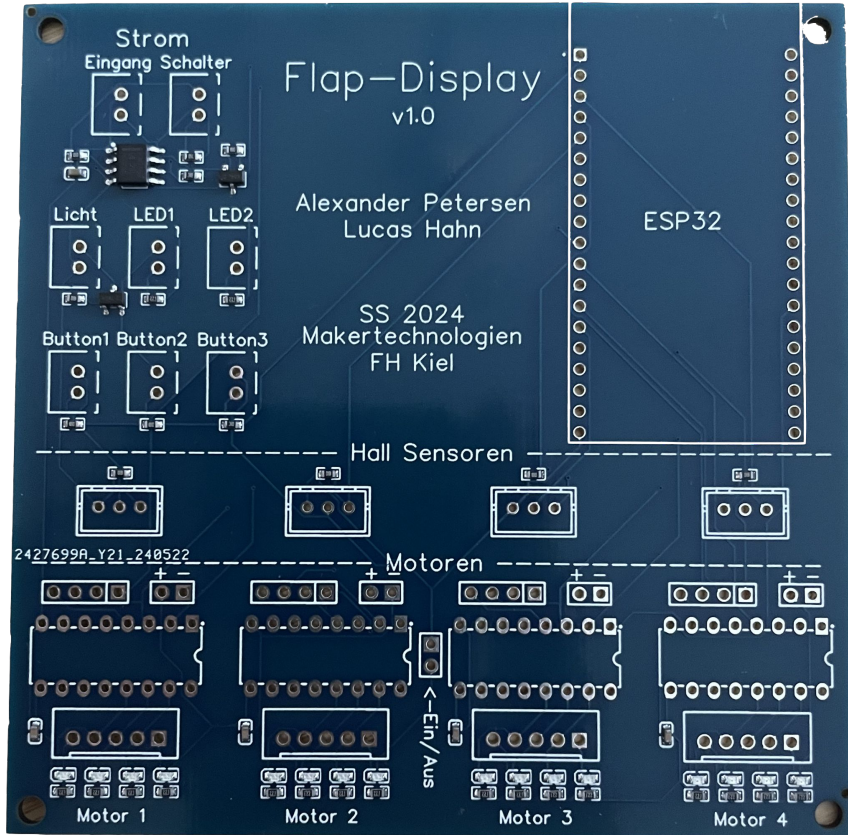 Strom
Eingang Schalter
Flap-Display
v1.0
Licht LED1 LED2
Alexander Petersen
Lucas Hahn
ESP32
SS 2024
Makertechnologien
FH Kiel
Button1 Button2 Button3
Hall Sensoren
2427699A_Y21_240522
Motoren
+ - + - + - + -
<-Ein/Aus
Motor 1 Motor 2 Motor 3 Motor 4